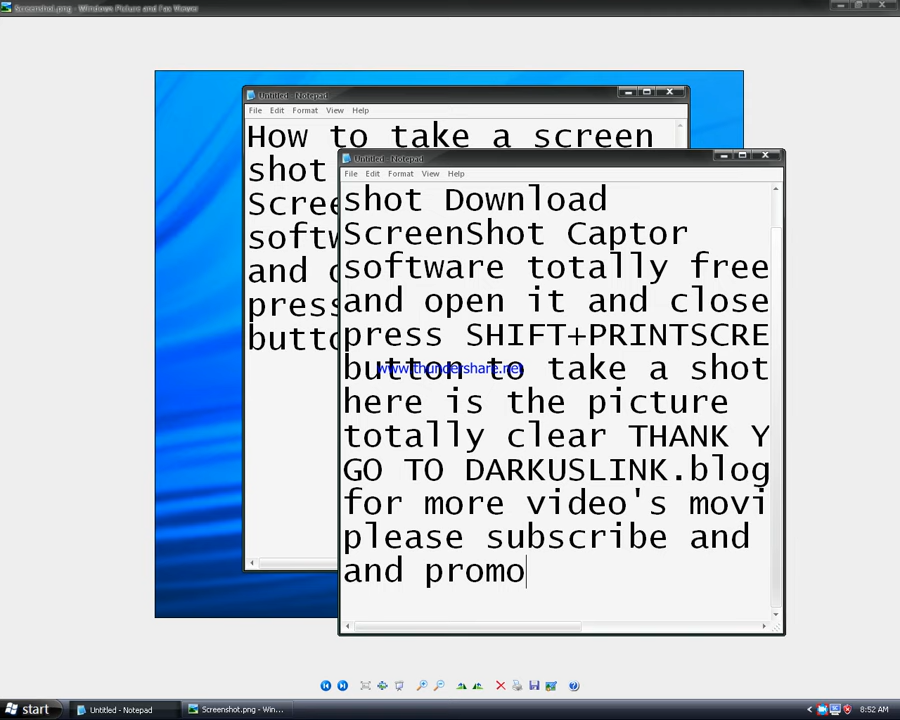 Screenshot.png - Windows Picture and Fax Viewer
Untitled - Notepad
File Edit Format View Help
How to take a screen
shot
Scree
softw
and
press
butto
Untitled - Notepad
File Edit Format View Help
shot Download
ScreenShot Captor
software totally free
and open it and close
press SHIFT+PRINTSCRE
button to take a shot
www.thundershare.net
here is the picture
totally clear THANK Y
GO TO DARKUSLINK.blog
for more video's movi
please subscribe and
and promo
start
Untitled - Notepad
Screenshot.png - Win...
8:52 AM